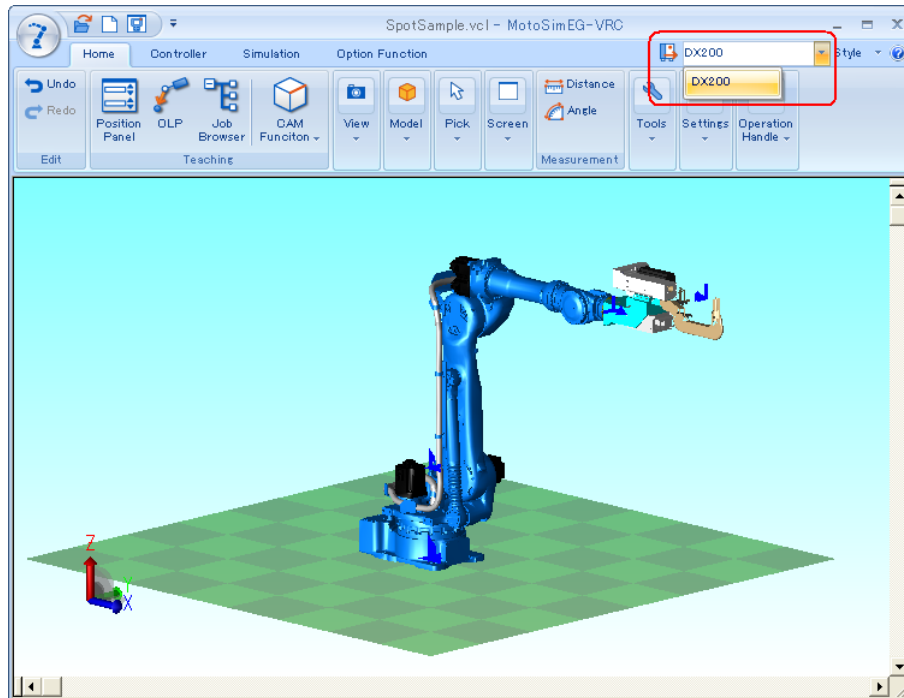 SpotSample.vcl - MotoSimEG-VRC
Home Controller Simulation Option Function DX200 Style
DX200
Undo
Redo
Edit
Position Panel
OLP
Job Browser
CAM Funciton
Teaching
View
Model
Pick
Screen
Distance
Angle
Measurement
Tools
Settings
Operation Handle
Z
Y
X